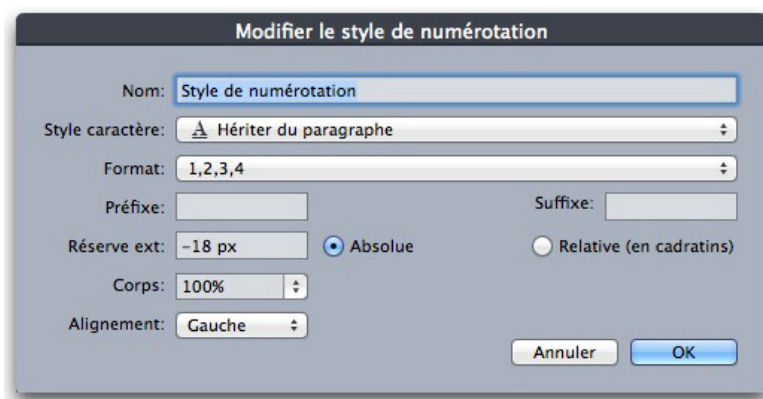 Modifier le style de numérotation
Nom: Style de numérotation
Style caractère: A Hériter du paragraphe
Format: 1,2,3,4
Préfixe: Suffixe:
Réserve ext: -18 px Absolue Relative (en cadratins)
Corps: 100%
Alignement: Gauche
Annuler OK